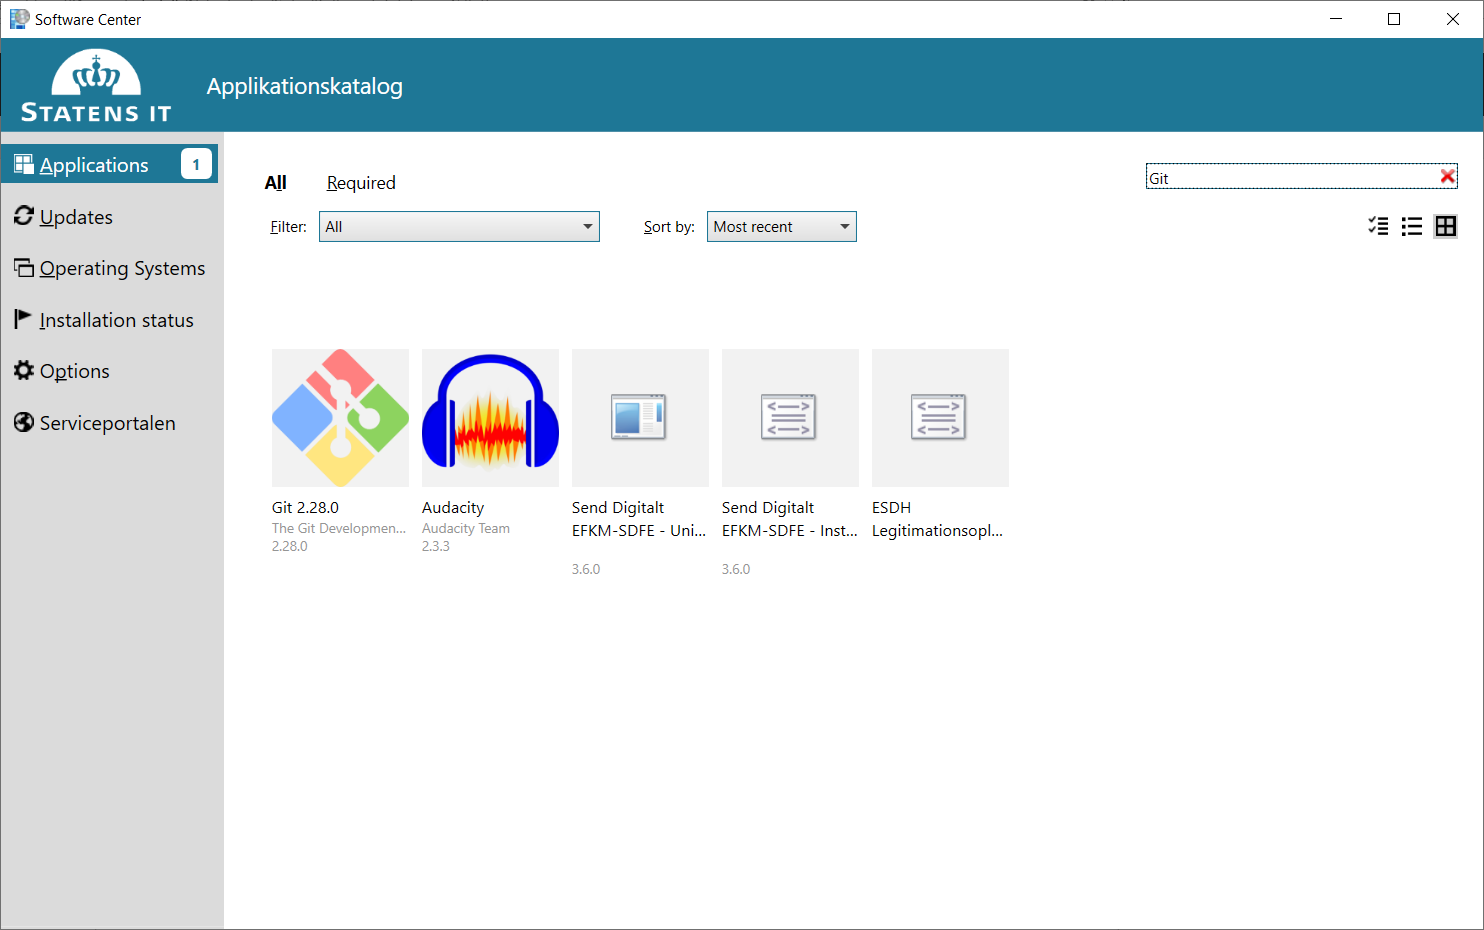 Software Center
STATENS IT
Applikationskatalog
Applications 1
Updates
Operating Systems
Installation status
Options
Serviceportalen
All Required
Git
Filter: All Sort by: Most recent
Git 2.28.0
The Git Developmen...
2.28.0
Audacity
Audacity Team
2.3.3
Send Digitalt
EFKM-SDFE - Uni...
3.6.0
Send Digitalt
EFKM-SDFE - Inst...
3.6.0
ESDH
Legitimationsopl...